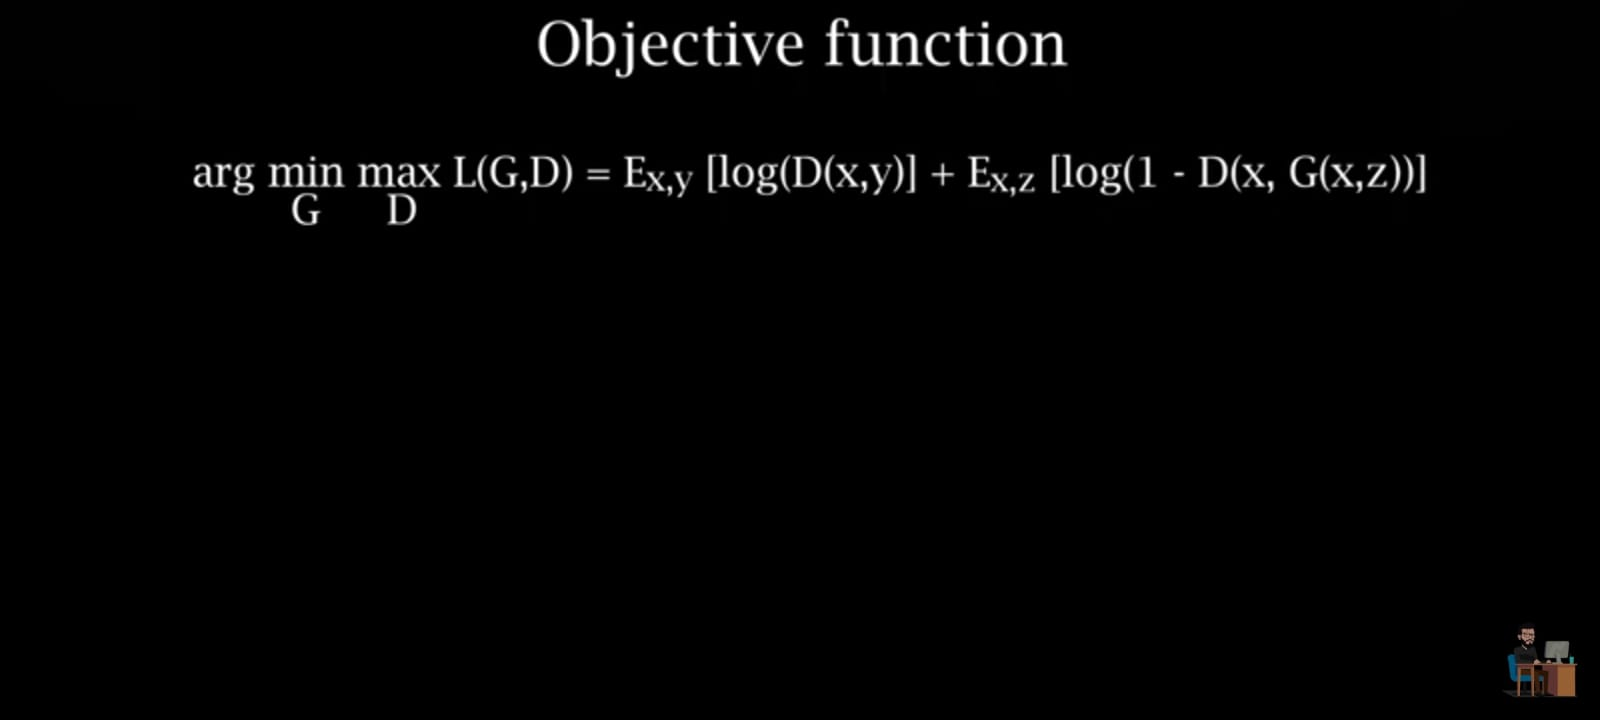 Objective function
arg min max L(G,D) = Ex,y [log(D(x,y)] + Ex,z [log(1 - D(x, G(x,z))]
G D